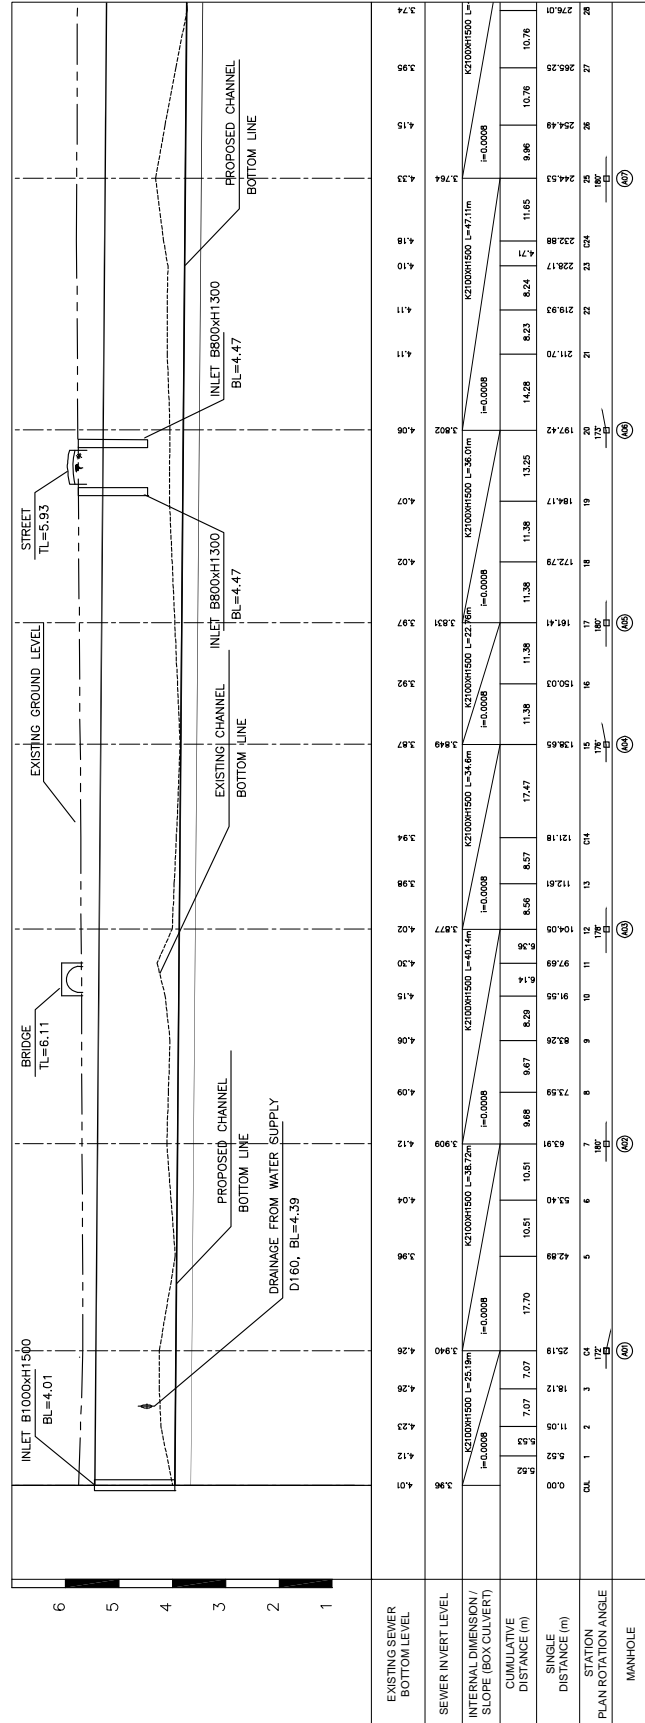 INLET B1000xH1500
BL=4.01
DRAINAGE FROM WATER SUPPLY
D160, BL=4.39
PROPOSED CHANNEL
BOTTOM LINE
BRIDGE
TL=6.11
EXISTING CHANNEL
BOTTOM LINE
EXISTING GROUND LEVEL
STREET
TL=5.93
INLET B800xH1300
BL=4.47
INLET B800xH1300
BL=4.47
PROPOSED CHANNEL
BOTTOM LINE
6
5
4
3
2
1
EXISTING SEWER
BOTTOM LEVEL
4.01 4.12 4.23 4.26 4.26 3.96 4.04 4.12 4.09 4.06 4.15 4.30 4.02 3.98 3.94 3.87 3.92 3.97 4.02 4.07 4.06 4.11 4.11 4.10 4.18 4.33 4.15 3.95 3.74
SEWER INVERT LEVEL
3.96 3.940 3.909 3.877 3.849 3.831 3.802 3.764
INTERNAL DIMENSION /
SLOPE (BOX CULVERT)
K2100XH1500 L=25.19m K2100XH1500 L=38.72m K2100XH1500 L=40.14m K2100XH1500 L=34.6m K2100XH1500 L=22.76m K2100XH1500 L=36.01m K2100XH1500 L=47.11m K2100XH1500 L=
i=0.0008 i=0.0008 i=0.0008 i=0.0008 i=0.0008 i=0.0008 i=0.0008 i=0.0008
CUMULATIVE
DISTANCE (m)
5.52 5.53 7.07 7.07 17.70 10.51 10.51 9.68 9.67 8.29 6.14 6.36 8.56 8.57 17.47 11.38 11.38 11.38 11.38 13.25 14.28 8.23 8.24 4.71 11.65 9.96 10.76 10.76
SINGLE
DISTANCE (m)
0.00 5.52 11.05 18.12 25.19 42.89 53.40 63.91 73.59 83.26 91.55 97.69 104.05 112.61 121.18 138.65 150.03 161.41 172.79 184.17 197.42 211.70 219.93 228.17 232.88 244.53 254.49 265.25 276.01
STATION
CUL 1 2 3 C4 5 6 7 8 9 10 11 12 13 C14 15 16 17 18 19 20 21 22 23 C24 25 26 27 28
PLAN ROTATION ANGLE
172° 180° 178° 176° 180° 173° 180°
MANHOLE
A01 A02 A03 A04 A05 A06 A07